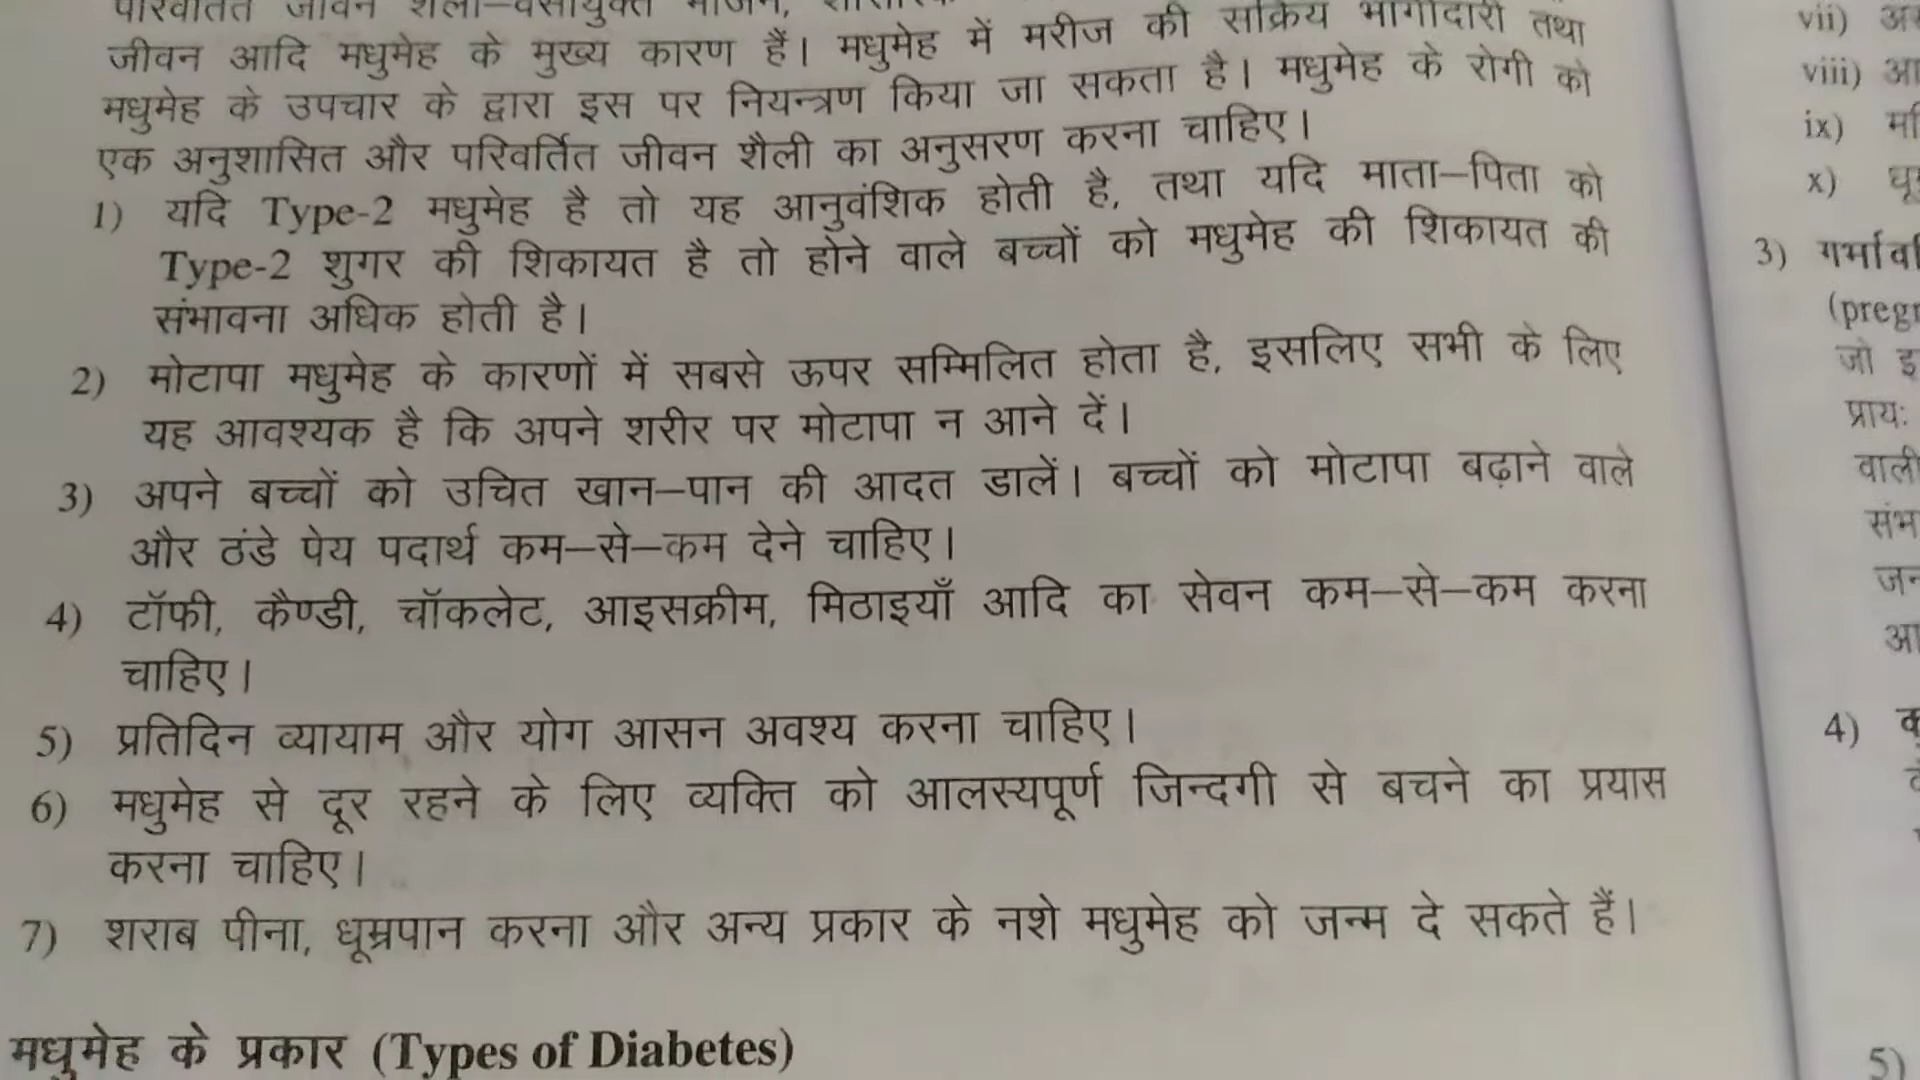 जीवन आदि मधुमेह के मुख्य कारण हैं। मधुमेह में मरीज की सक्रिय भागीदारी तथा
मधुमेह के उपचार के द्वारा इस पर नियन्त्रण किया जा सकता है। मधुमेह के रोगी को
एक अनुशासित और परिवर्तित जीवन शैली का अनुसरण करना चाहिए।
1) यदि Type-2 मधुमेह है तो यह आनुवंशिक होती है, तथा यदि माता–पिता को
Type-2 शुगर की शिकायत है तो होने वाले बच्चों को मधुमेह की शिकायत की
संभावना अधिक होती है।
2) मोटापा मधुमेह के कारणों में सबसे ऊपर सम्मिलित होता है, इसलिए सभी के लिए
यह आवश्यक है कि अपने शरीर पर मोटापा न आने दें।
3) अपने बच्चों को उचित खान–पान की आदत डालें। बच्चों को मोटापा बढ़ाने वाले
और ठंडे पेय पदार्थ कम–से–कम देने चाहिए।
4) टॉफी, कैण्डी, चॉकलेट, आइसक्रीम, मिठाइयाँ आदि का सेवन कम–से–कम करना
चाहिए।
5) प्रतिदिन व्यायाम और योग आसन अवश्य करना चाहिए।
6) मधुमेह से दूर रहने के लिए व्यक्ति को आलस्यपूर्ण जिन्दगी से बचने का प्रयास
करना चाहिए।
7) शराब पीना, धूम्रपान करना और अन्य प्रकार के नशे मधुमेह को जन्म दे सकते हैं।
मधुमेह के प्रकार (Types of Diabetes)
vii)
viii)
ix)
x)
3)
प्रायः
वाली
4)
5)